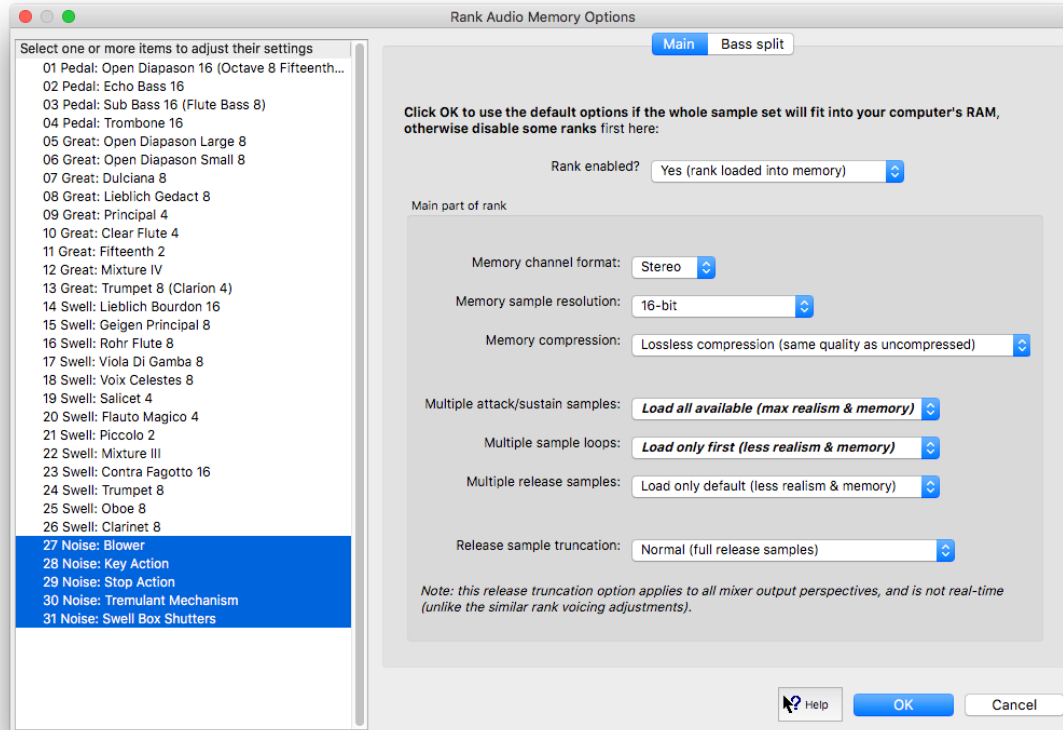 Rank Audio Memory Options
Select one or more items to adjust their settings
01 Pedal: Open Diapason 16 (Octave 8 Fifteenth...
02 Pedal: Echo Bass 16
03 Pedal: Sub Bass 16 (Flute Bass 8)
04 Pedal: Trombone 16
05 Great: Open Diapason Large 8
06 Great: Open Diapason Small 8
07 Great: Dulciana 8
08 Great: Lieblich Gedact 8
09 Great: Principal 4
10 Great: Clear Flute 4
11 Great: Fifteenth 2
12 Great: Mixture IV
13 Great: Trumpet 8 (Clarion 4)
14 Swell: Lieblich Bourdon 16
15 Swell: Geigen Principal 8
16 Swell: Rohr Flute 8
17 Swell: Viola Di Gamba 8
18 Swell: Voix Celestes 8
19 Swell: Salicet 4
20 Swell: Flauto Magico 4
21 Swell: Piccolo 2
22 Swell: Mixture III
23 Swell: Contra Fagotto 16
24 Swell: Trumpet 8
25 Swell: Oboe 8
26 Swell: Clarinet 8
27 Noise: Blower
28 Noise: Key Action
29 Noise: Stop Action
30 Noise: Tremulant Mechanism
31 Noise: Swell Box Shutters
Main Bass split
Click OK to use the default options if the whole sample set will fit into your computer's RAM,
otherwise disable some ranks first here:
Rank enabled? Yes (rank loaded into memory)
Main part of rank
Memory channel format: Stereo
Memory sample resolution: 16-bit
Memory compression: Lossless compression (same quality as uncompressed)
Multiple attack/sustain samples: Load all available (max realism & memory)
Multiple sample loops: Load only first (less realism & memory)
Multiple release samples: Load only default (less realism & memory)
Release sample truncation: Normal (full release samples)
Note: this release truncation option applies to all mixer output perspectives, and is not real-time
(unlike the similar rank voicing adjustments).
? Help OK Cancel